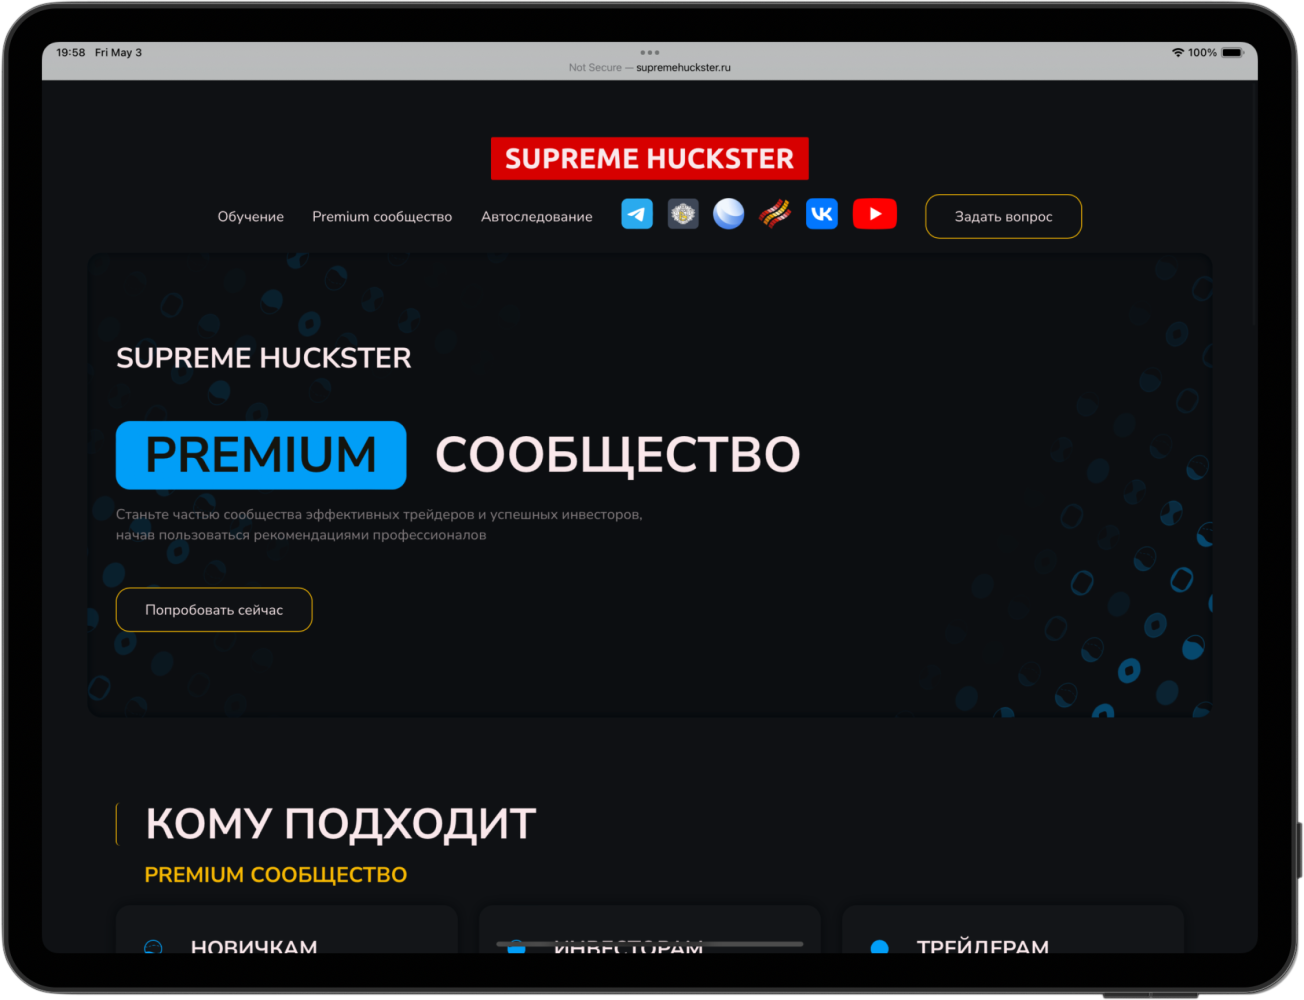 19:58 Fri May 3
100%
Not Secure — supremehuckster.ru
SUPREME HUCKSTER
Обучение Premium сообщество Автоследование VK Задать вопрос
SUPREME HUCKSTER
PREMIUM СООБЩЕСТВО
Станьте частью сообщества эффективных трейдеров и успешных инвесторов,
начав пользоваться рекомендациями профессионалов
Попробовать сейчас
КОМУ ПОДХОДИТ
PREMIUM СООБЩЕСТВО
НОВИЧКАМ ИНВЕСТОРАМ ТРЕЙДЕРАМ